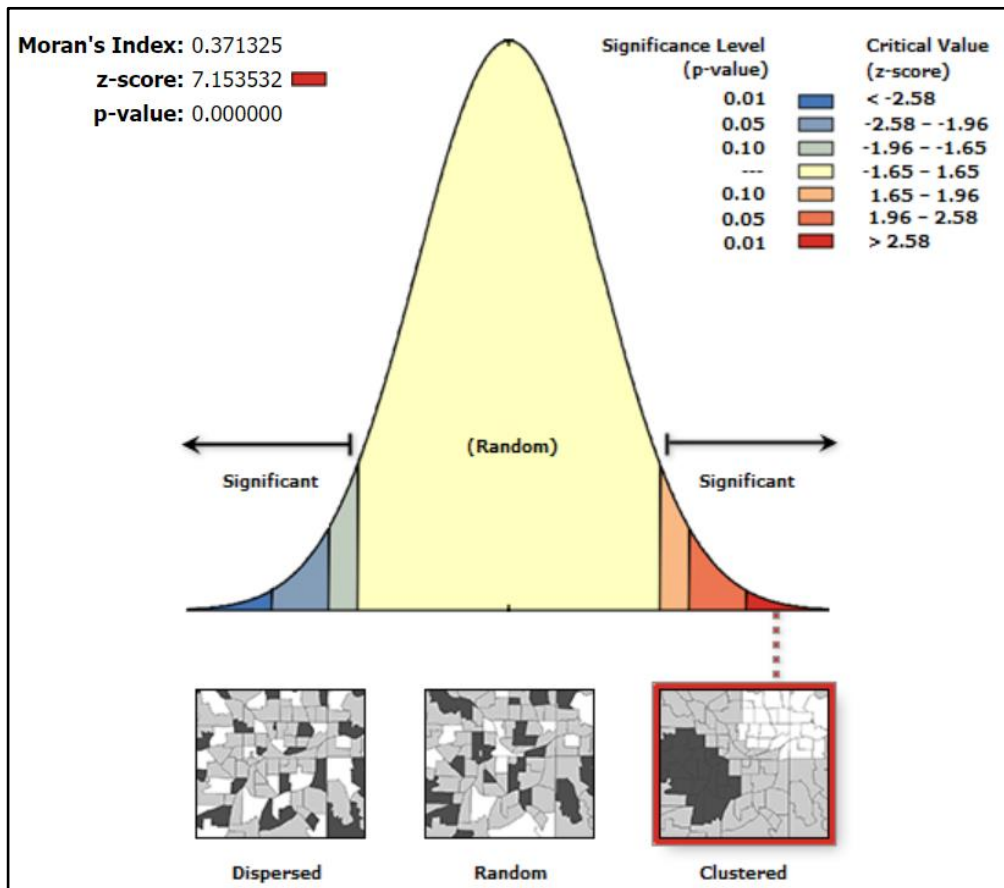 Moran's Index: 0.371325
z-score: 7.153532
p-value: 0.000000
Significance Level
(p-value)
Critical Value
(z-score)
0.01 < -2.58
0.05 -2.58 – -1.96
0.10 -1.96 – -1.65
--- -1.65 – 1.65
0.10 1.65 – 1.96
0.05 1.96 – 2.58
0.01 > 2.58
(Random)
Significant
Significant
Dispersed
Random
Clustered